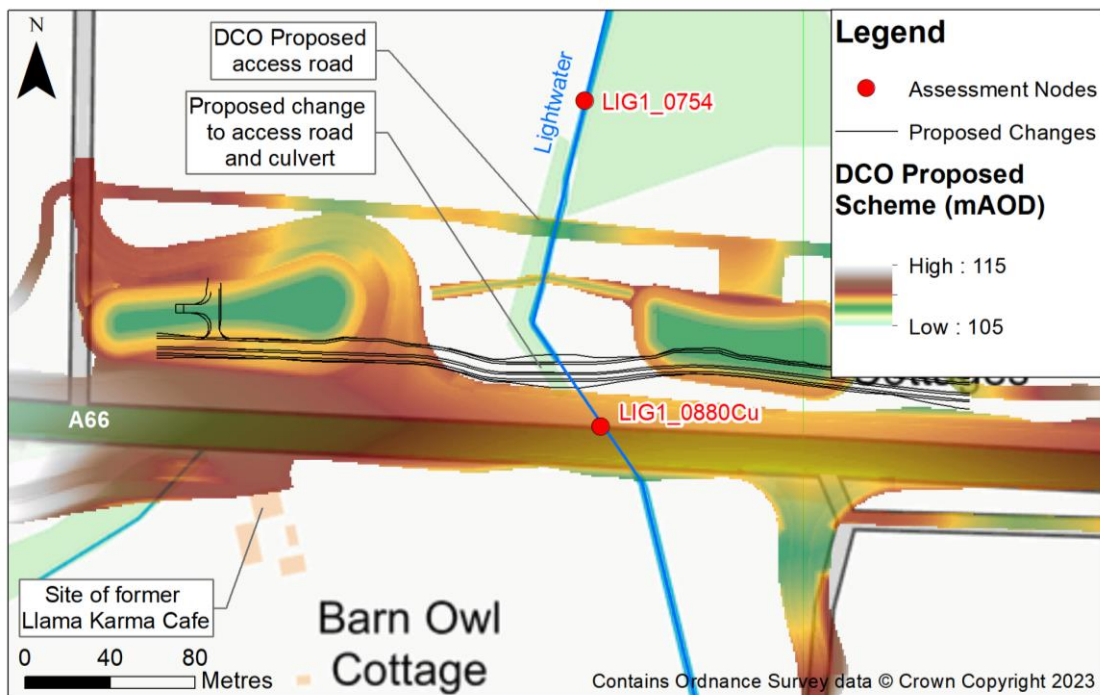 N
DCO Proposed
access road
Proposed change
to access road
and culvert
Lightwater
LIG1_0754
Legend
Assessment Nodes
Proposed Changes
DCO Proposed
Scheme (mAOD)
High : 115
Low : 105
A66
LIG1_0880Cu
Site of former
Llama Karma Cafe
Barn Owl
Cottage
0 40 80
Metres
Contains Ordnance Survey data © Crown Copyright 2023